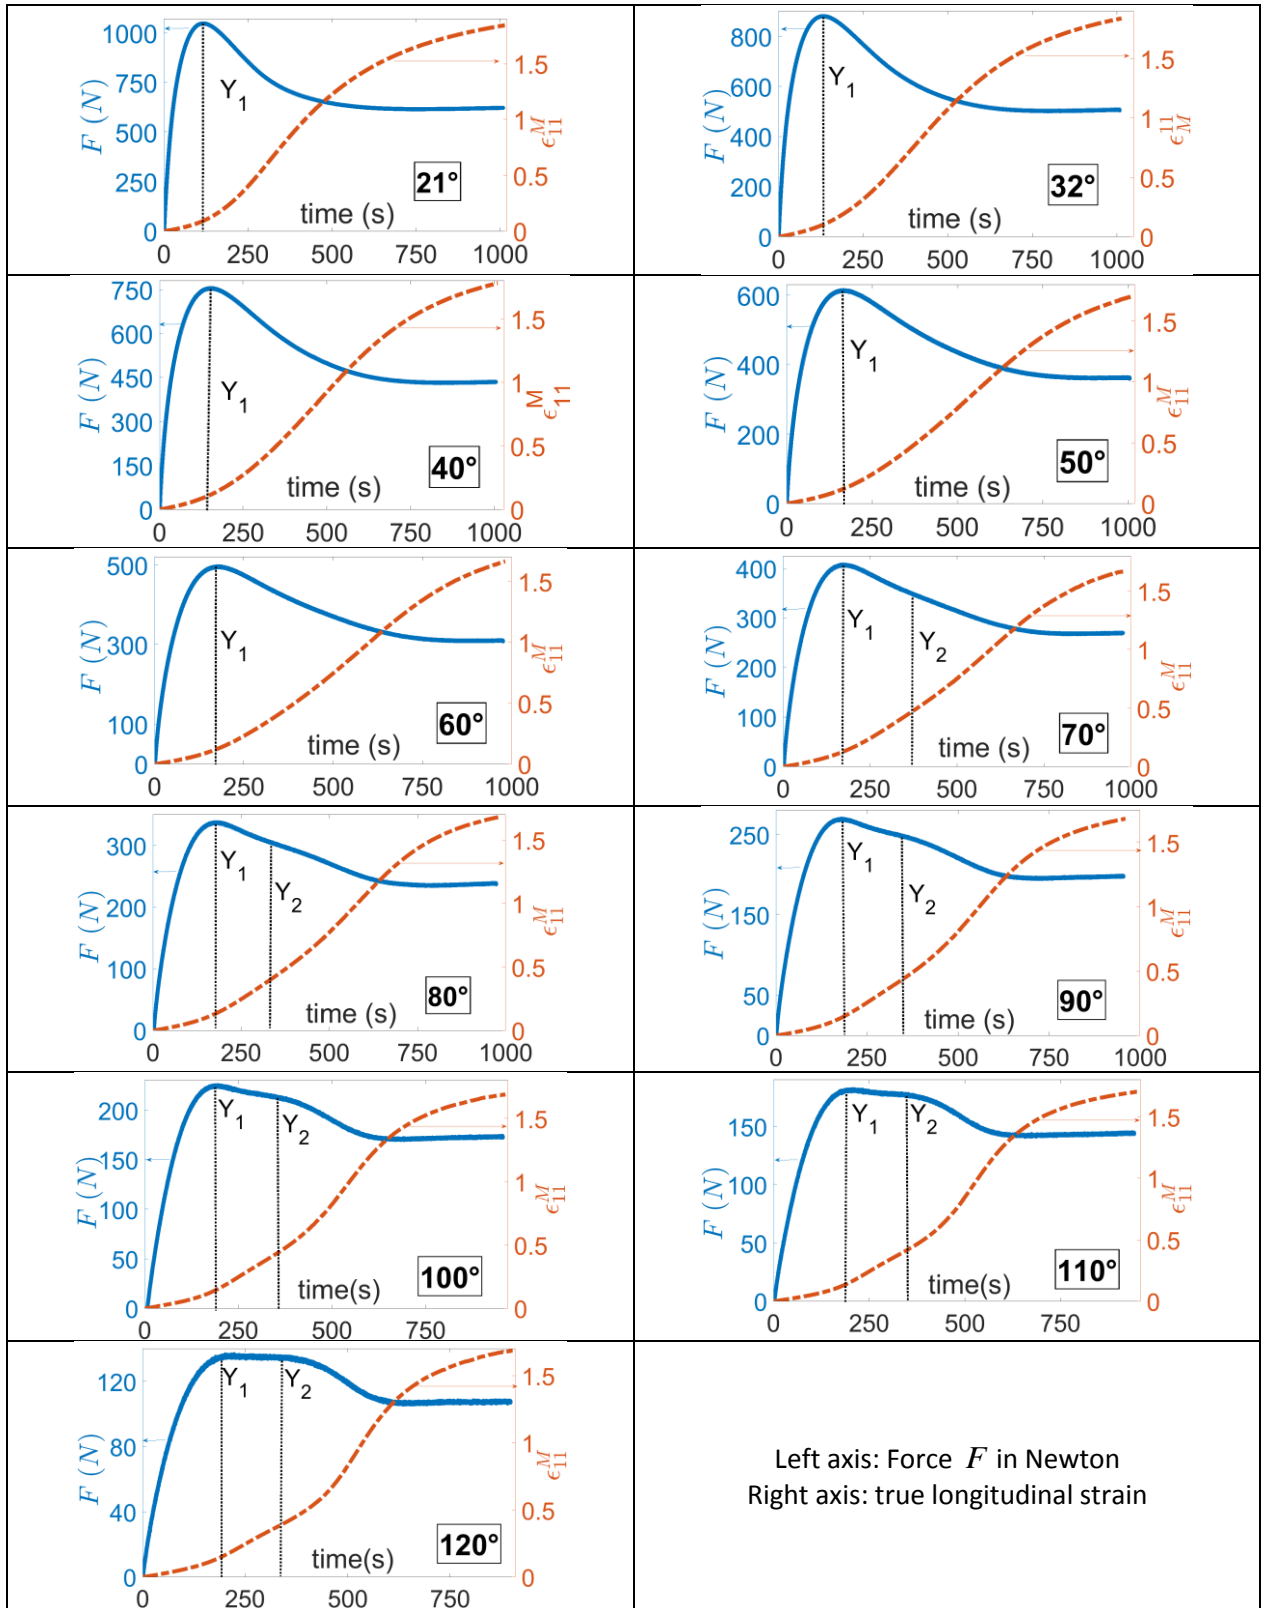 F (N)
1000
750
500
250
0
Y1
21°
time (s)
0 250 500 750 1000
1.5
1
0.5
0
ϵ11M
F (N)
800
600
400
200
0
Y1
32°
time (s)
0 250 500 750 1000
1.5
1
0.5
0
ϵM11
F (N)
750
600
450
300
150
0
Y1
40°
time (s)
0 250 500 750 1000
1.5
1
0.5
0
ϵ11M
F (N)
600
400
200
0
Y1
50°
time (s)
0 250 500 750 1000
1.5
1
0.5
0
ϵ11M
F (N)
500
300
100
0
Y1
60°
time (s)
0 250 500 750 1000
1.5
1
0.5
0
ϵ11M
F (N)
400
300
200
100
0
Y1
Y2
70°
time (s)
0 250 500 750 1000
1.5
1
0.5
0
ϵ11M
F (N)
300
200
100
0
Y1
Y2
80°
time (s)
0 250 500 750 1000
1.5
1
0.5
0
ϵ11M
F (N)
250
150
50
0
Y1
Y2
90°
time (s)
0 250 500 750 1000
1.5
1
0.5
0
ϵ11M
F (N)
200
150
100
50
0
Y1
Y2
100°
time(s)
0 250 500 750
1.5
1
0.5
0
ϵ11M
F (N)
150
100
50
0
Y1
Y2
110°
time(s)
0 250 500 750
1.5
1
0.5
0
ϵ11M
F (N)
120
80
40
0
Y1
Y2
120°
time(s)
0 250 500 750
1.5
1
0.5
0
ϵ11M
Left axis: Force F in Newton
Right axis: true longitudinal strain